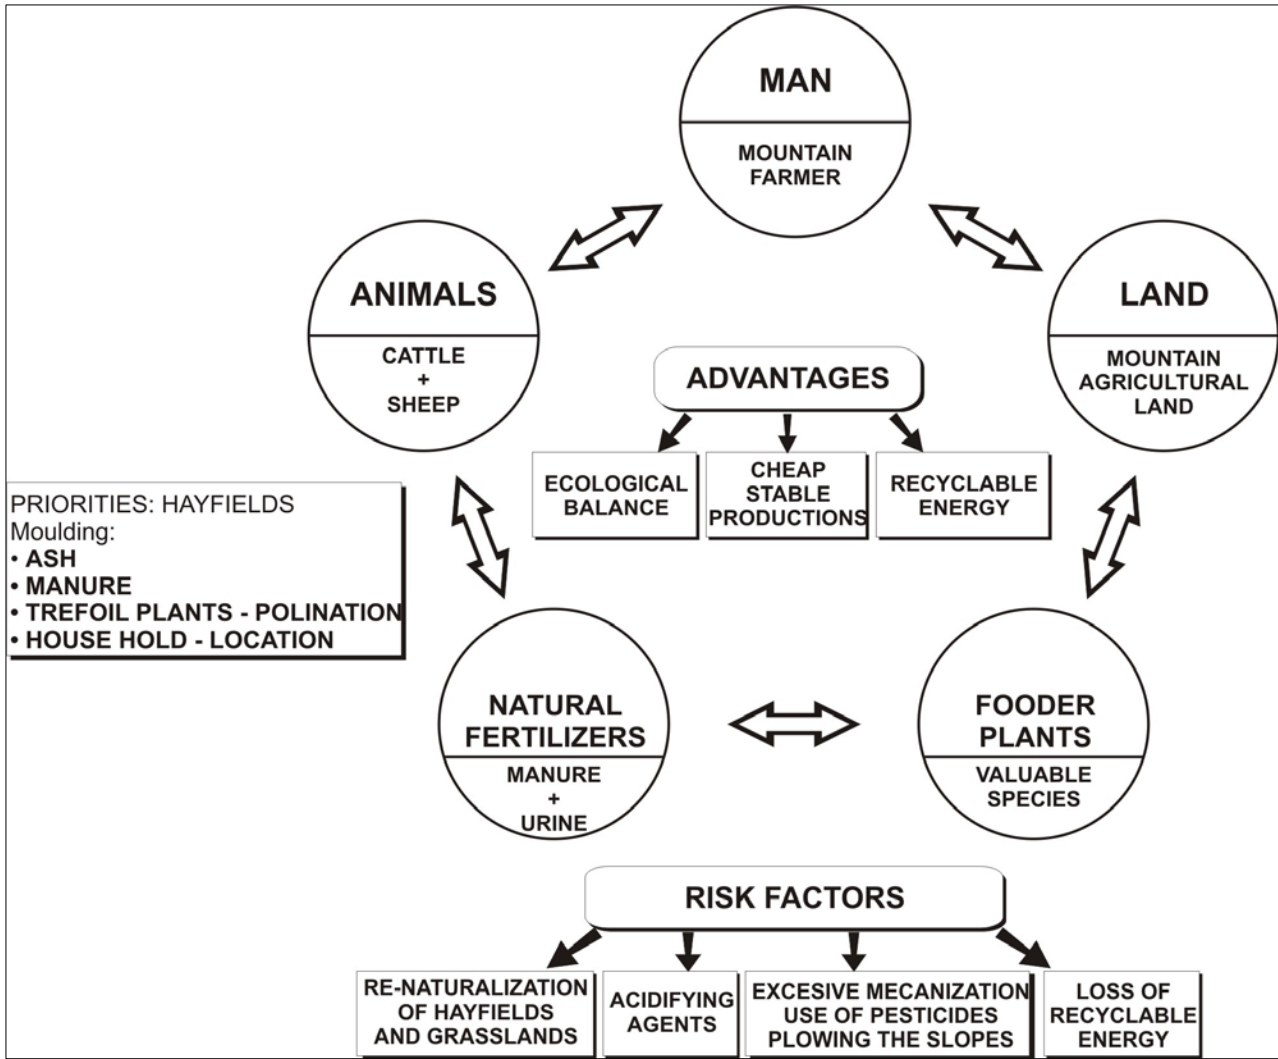 MAN
MOUNTAIN
FARMER
ANIMALS
CATTLE
+
SHEEP
LAND
MOUNTAIN
AGRICULTURAL
LAND
ADVANTAGES
ECOLOGICAL
BALANCE
CHEAP
STABLE
PRODUCTIONS
RECYCLABLE
ENERGY
PRIORITIES: HAYFIELDS
Moulding:
• ASH
• MANURE
• TREFOIL PLANTS - POLINATION
• HOUSE HOLD - LOCATION
NATURAL
FERTILIZERS
MANURE
+
URINE
FOODER
PLANTS
VALUABLE
SPECIES
RISK FACTORS
RE-NATURALIZATION
OF HAYFIELDS
AND GRASSLANDS
ACIDIFYING
AGENTS
EXCESIVE MECANIZATION
USE OF PESTICIDES
PLOWING THE SLOPES
LOSS OF
RECYCLABLE
ENERGY